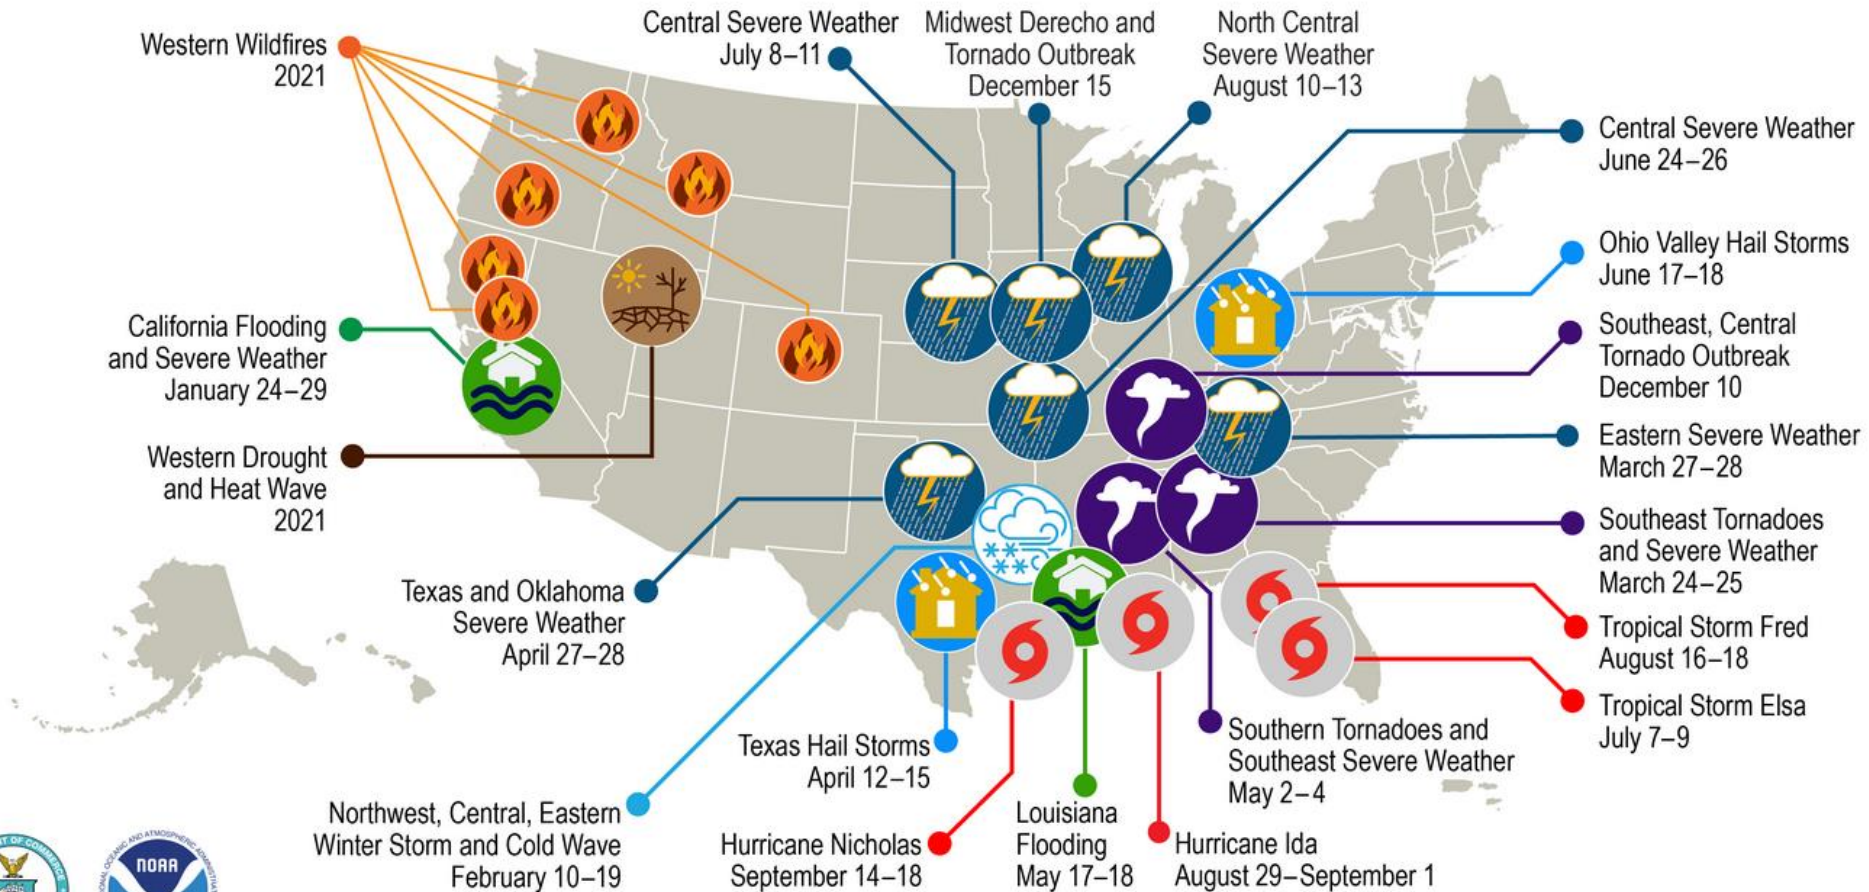 Western Wildfires
2021
Central Severe Weather
July 8–11
Midwest Derecho and
Tornado Outbreak
December 15
North Central
Severe Weather
August 10–13
Central Severe Weather
June 24–26
Ohio Valley Hail Storms
June 17–18
Southeast, Central
Tornado Outbreak
December 10
Eastern Severe Weather
March 27–28
Southeast Tornadoes
and Severe Weather
March 24–25
Tropical Storm Fred
August 16–18
Tropical Storm Elsa
July 7–9
California Flooding
and Severe Weather
January 24–29
Western Drought
and Heat Wave
2021
Texas and Oklahoma
Severe Weather
April 27–28
Texas Hail Storms
April 12–15
Northwest, Central, Eastern
Winter Storm and Cold Wave
February 10–19
Hurricane Nicholas
September 14–18
Louisiana
Flooding
May 17–18
Hurricane Ida
August 29–September 1
Southern Tornadoes and
Southeast Severe Weather
May 2–4
OF COMMERCE
OCEANIC AND ATMOSPHERIC
NOAA